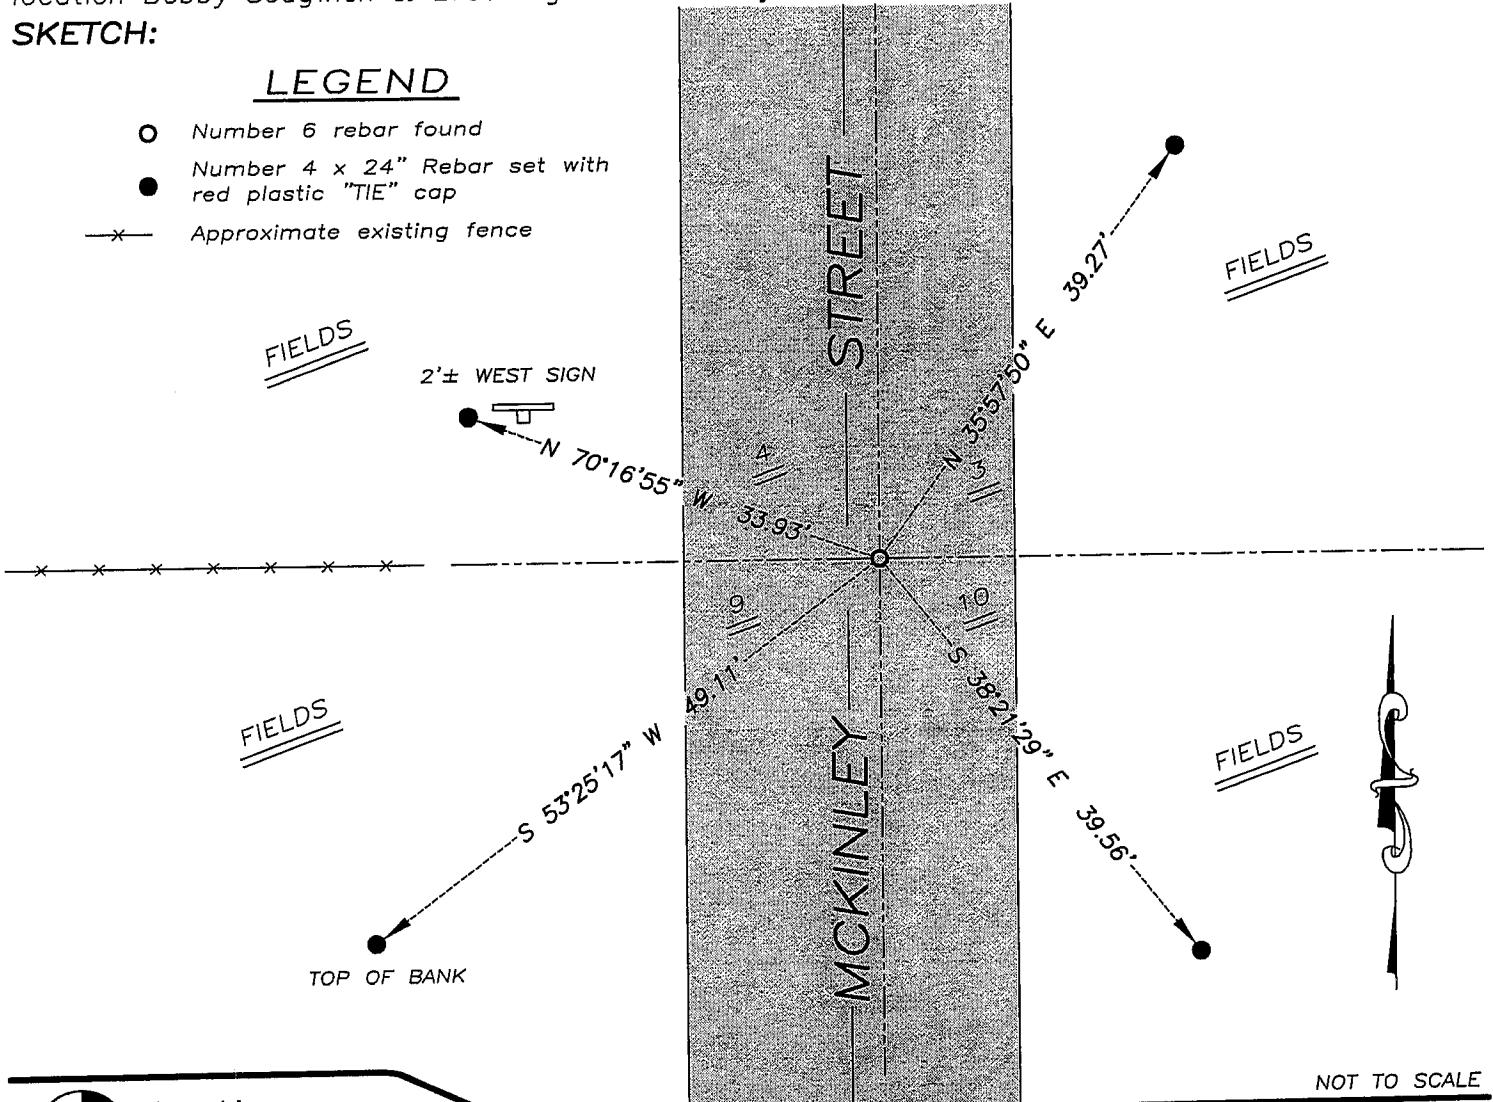 SKETCH:
LEGEND
Number 6 rebar found
Number 4 x 24" Rebar set with
red plastic "TIE" cap
Approximate existing fence
FIELDS
FIELDS
2'± WEST SIGN
STREET
N 35°57'50" E 39.27'
N 70°16'55" W 33.93'
4
3
9
10
S 53°25'17" W 49.11'
S 38°21'29" E 39.56'
MCKINLEY
FIELDS
FIELDS
TOP OF BANK
NOT TO SCALE